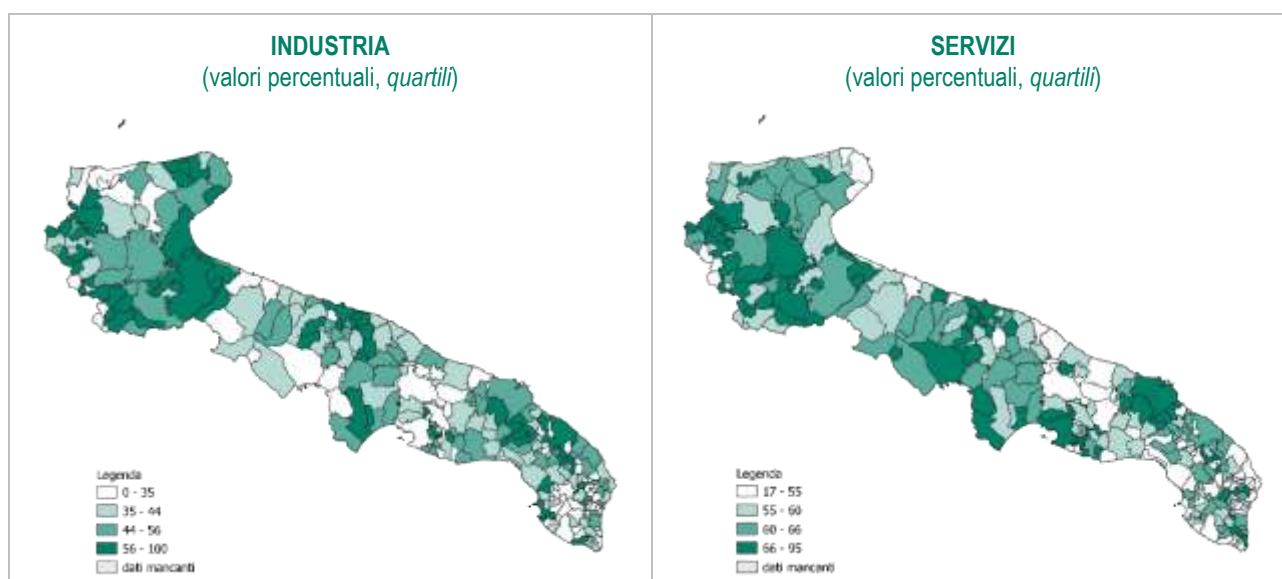 INDUSTRIA
(valori percentuali, quartili)
Legenda
0 - 35
35 - 44
44 - 56
56 - 100
dati mancanti
SERVIZI
(valori percentuali, quartili)
Legenda
17 - 55
55 - 60
60 - 66
66 - 95
dati mancanti